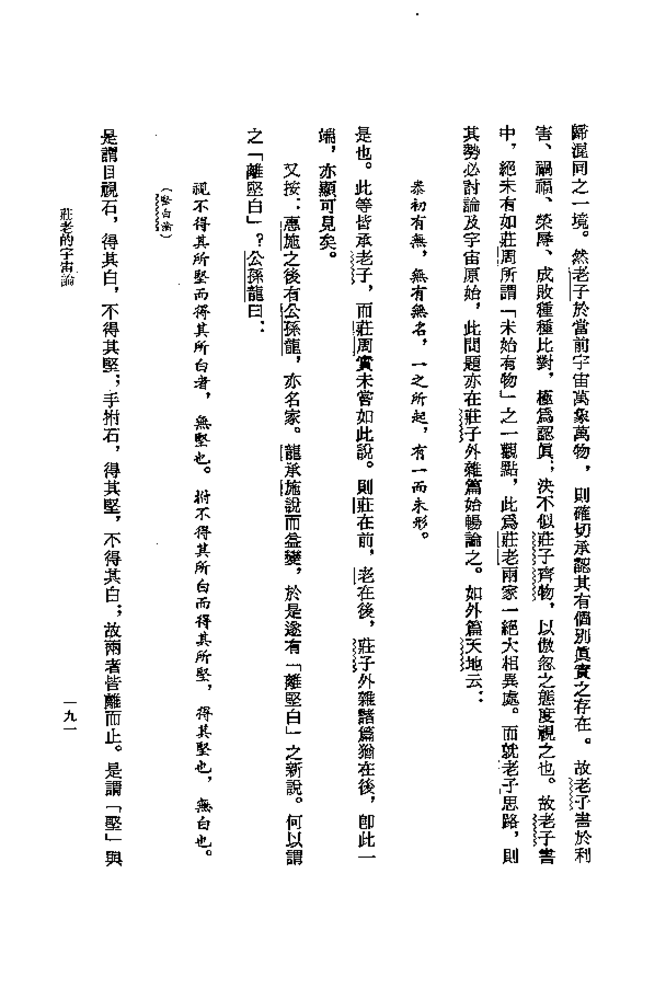 歸混同之一境。然老子於當前宇宙萬象萬物，則確切承認其有個別眞實之存在。故老子書於利
害、禍福、榮辱、成敗種種比對，極爲認眞；決不似莊子齊物，以傲忽之態度視之也。故老子書
中，絕未有如莊周所謂「未始有物」之一觀點，此爲莊老兩家一絕大相異處。而就老子思路，則
其勢必討論及宇宙原始，此問題亦在莊子外雜篇始暢論之。如外篇天地云：
泰初有無，無有無名，一之所起，有一而未形。
是也。此等皆承老子，而莊周實未嘗如此說。則莊在前，老在後，莊子外雜諸篇猶在後，卽此一
端，亦顯可見矣。
又按：惠施之後有公孫龍，亦名家。龍承施說而益變，於是遂有「離堅白」之新說。何以謂
之「離堅白」？公孫龍曰：
視不得其所堅而得其所白者，無堅也。拊不得其所白而得其所堅，得其堅也，無白也。
（堅白論）
是謂目視石，得其白，不得其堅；手拊石，得其堅，不得其白；故兩者皆離而止。是謂「堅」與
莊老的宇宙論
一九一